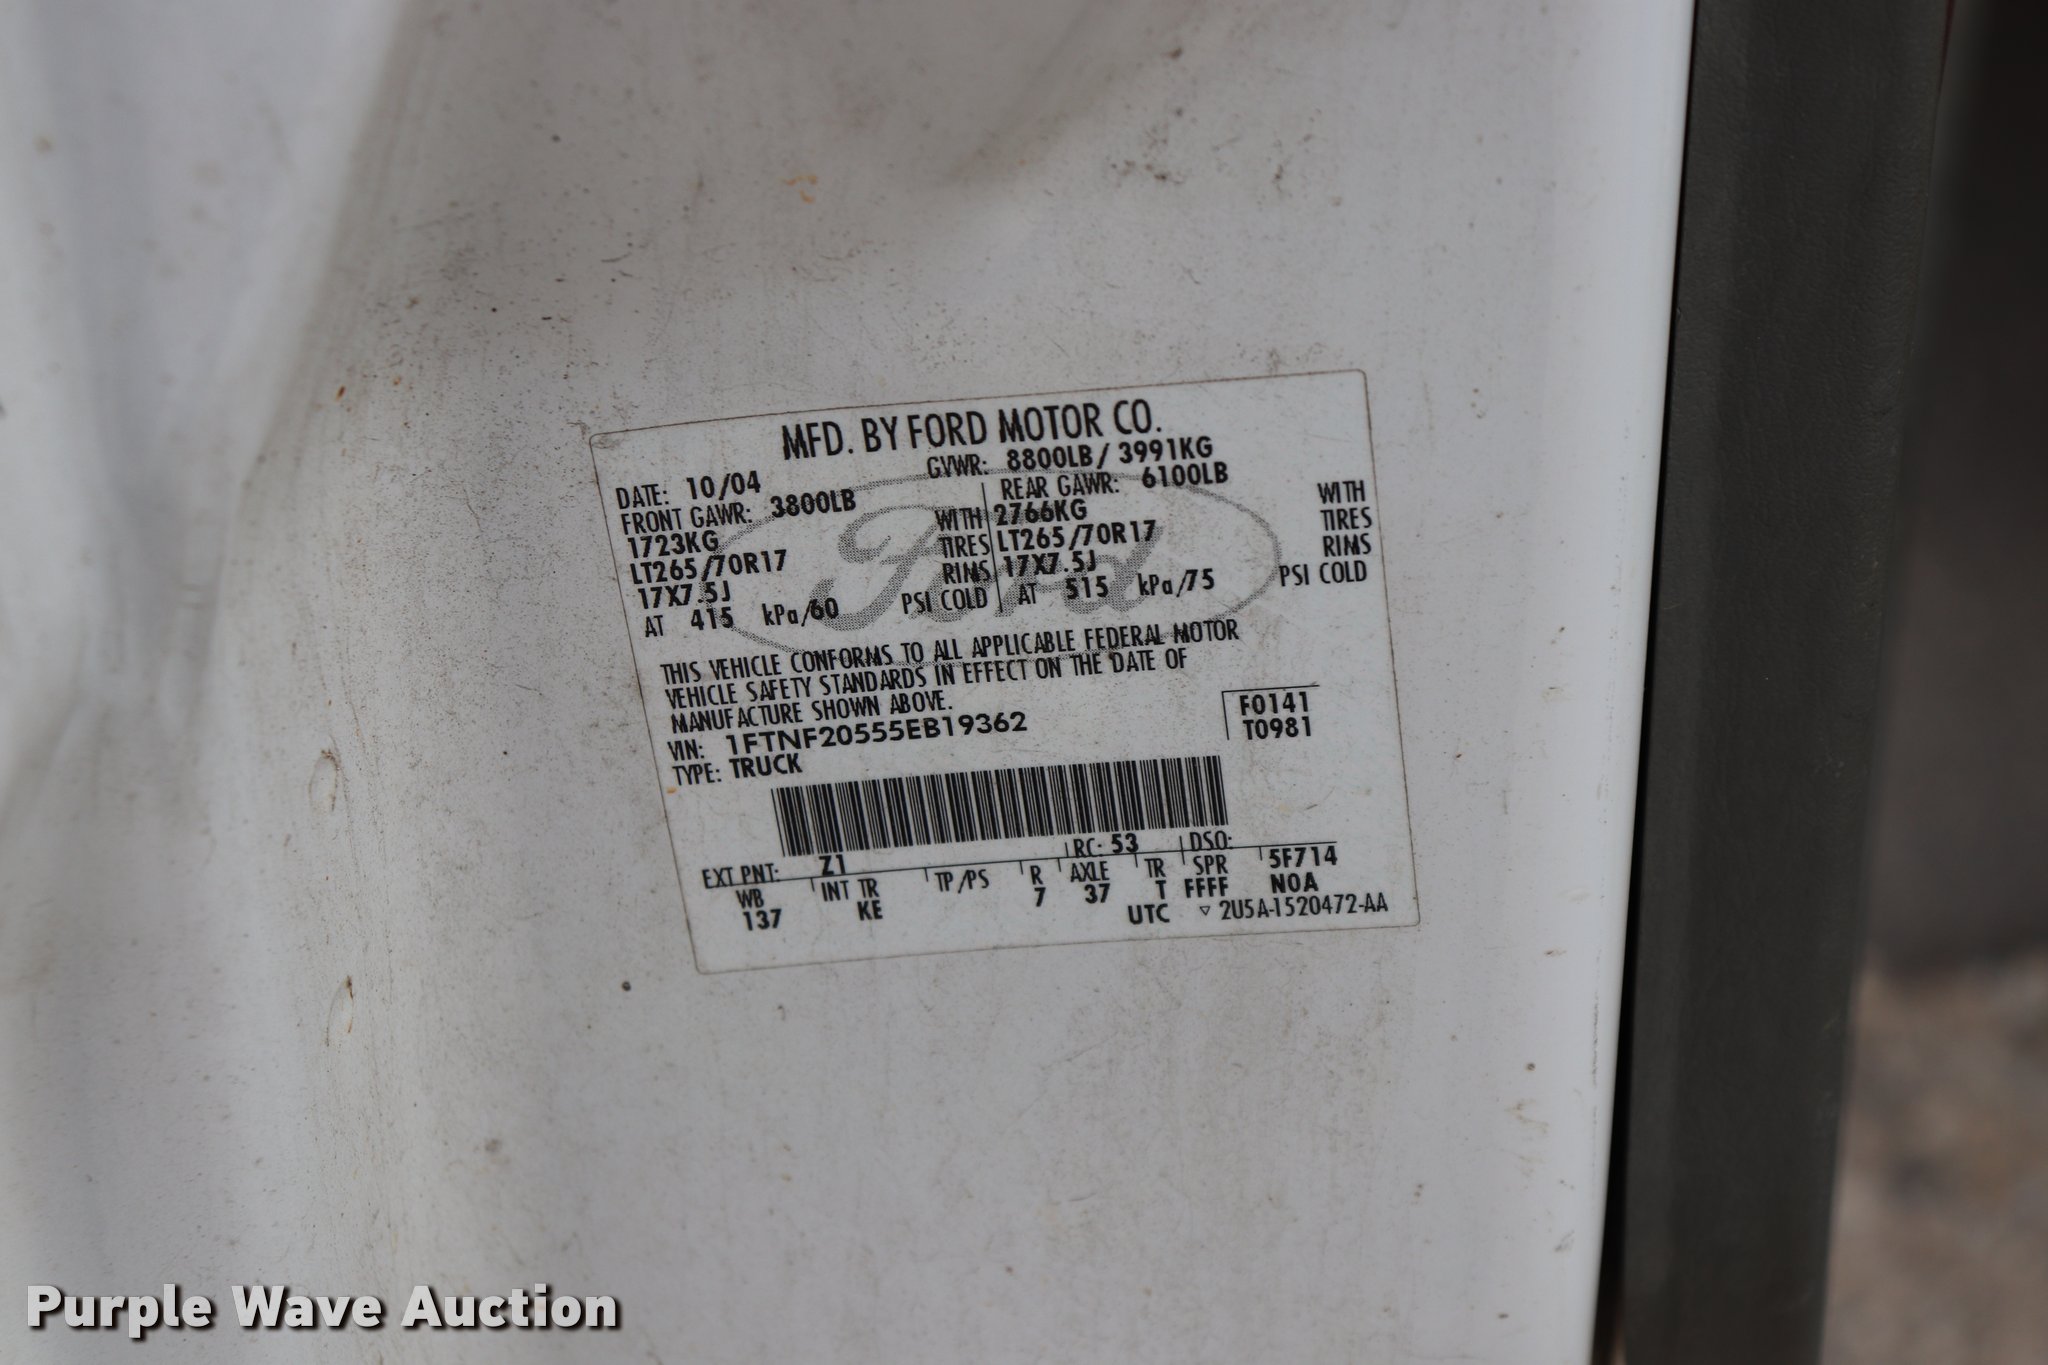 MFD. BY FORD MOTOR CO.
DATE: 10/04 GVWR: 8800LB / 3991KG
FRONT GAWR: 3800LB REAR GAWR: 6100LB
1723KG WITH 2766KG WITH
LT265/70R17 TIRES LT265/70R17 TIRES
17X7.5J RIMS 17X7.5J RIMS
AT 415 kPa/60 PSI COLD AT 515 kPa/75 PSI COLD
Ford
THIS VEHICLE CONFORMS TO ALL APPLICABLE FEDERAL MOTOR
VEHICLE SAFETY STANDARDS IN EFFECT ON THE DATE OF
MANUFACTURE SHOWN ABOVE.
VIN: 1FTNF20555EB19362 F0141
TYPE: TRUCK T0981
EXT PNT: Z1 RC: 53 DSO:
WB INT TR TP/PS R AXLE TR SPR 5F714
137 KE 7 37 T FFFF N0A
UTC ▽ 2U5A-1520472-AA
Purple Wave Auction